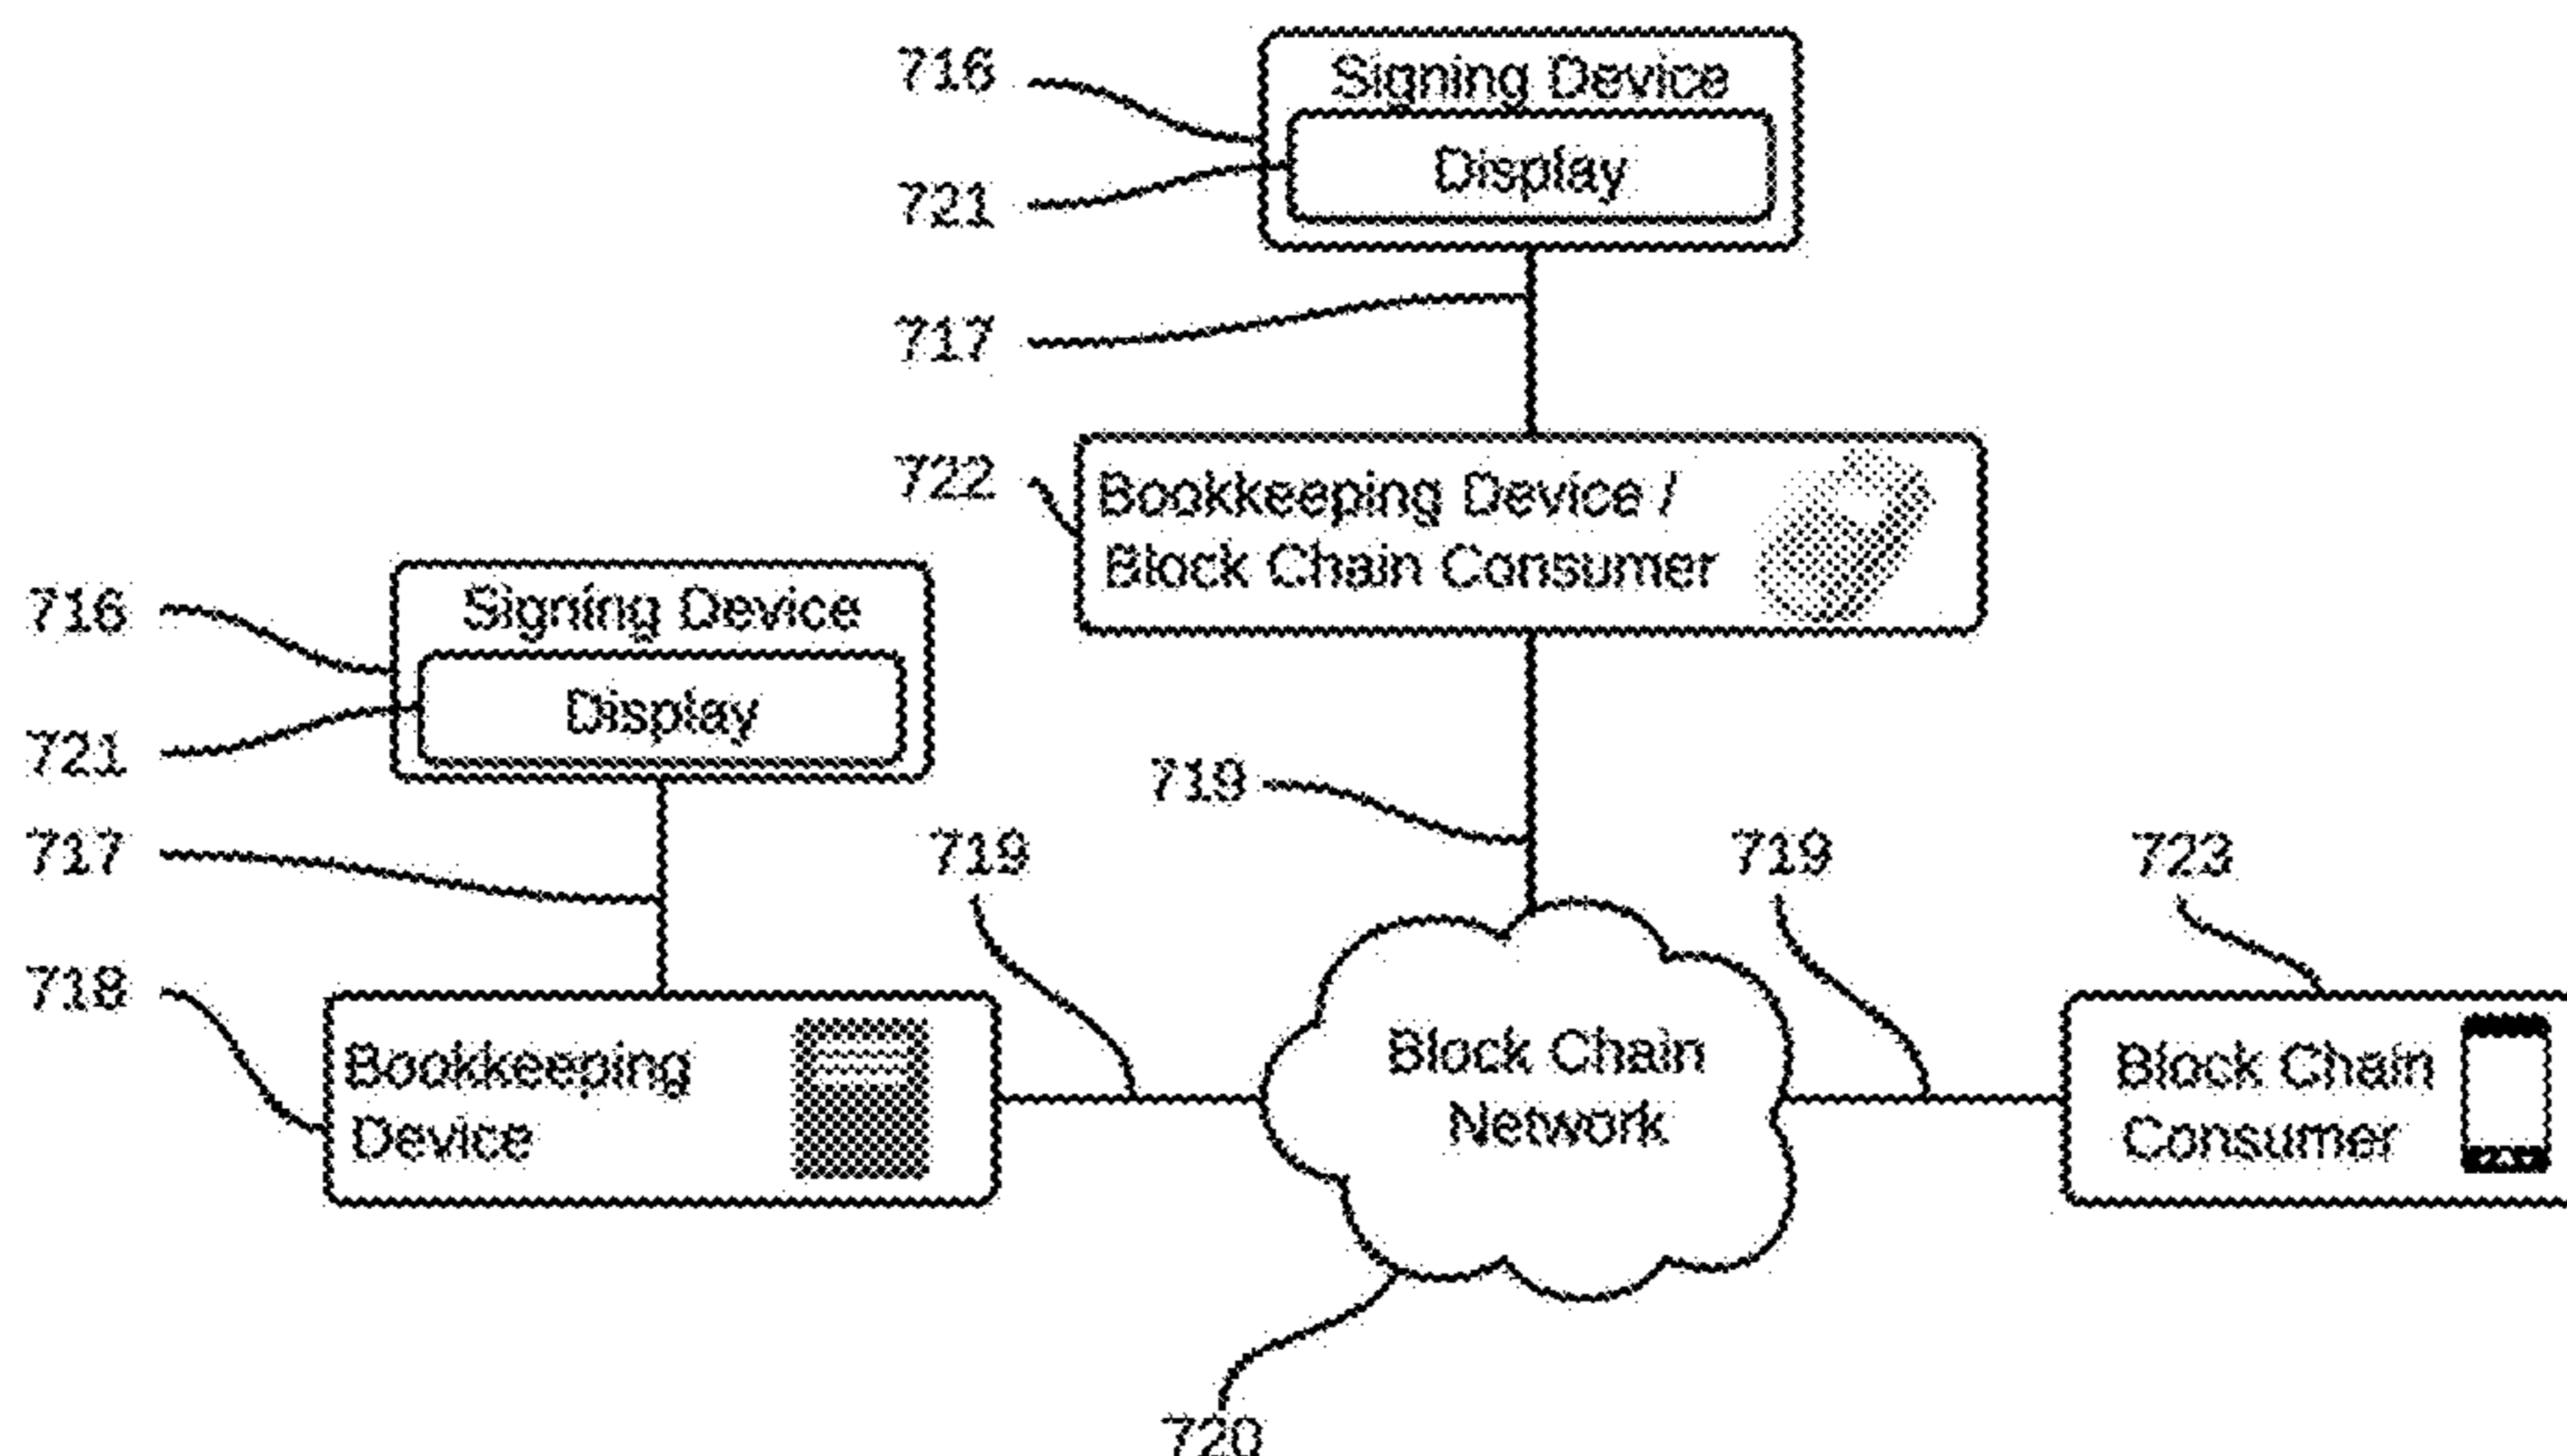 716
Signing Device
Display
721
717
722
Bookkeeping Device /
Block Chain Consumer
716
Signing Device
Display
721
717
719
719
719
723
718
Bookkeeping
Device
Block Chain
Network
Block Chain
Consumer
720